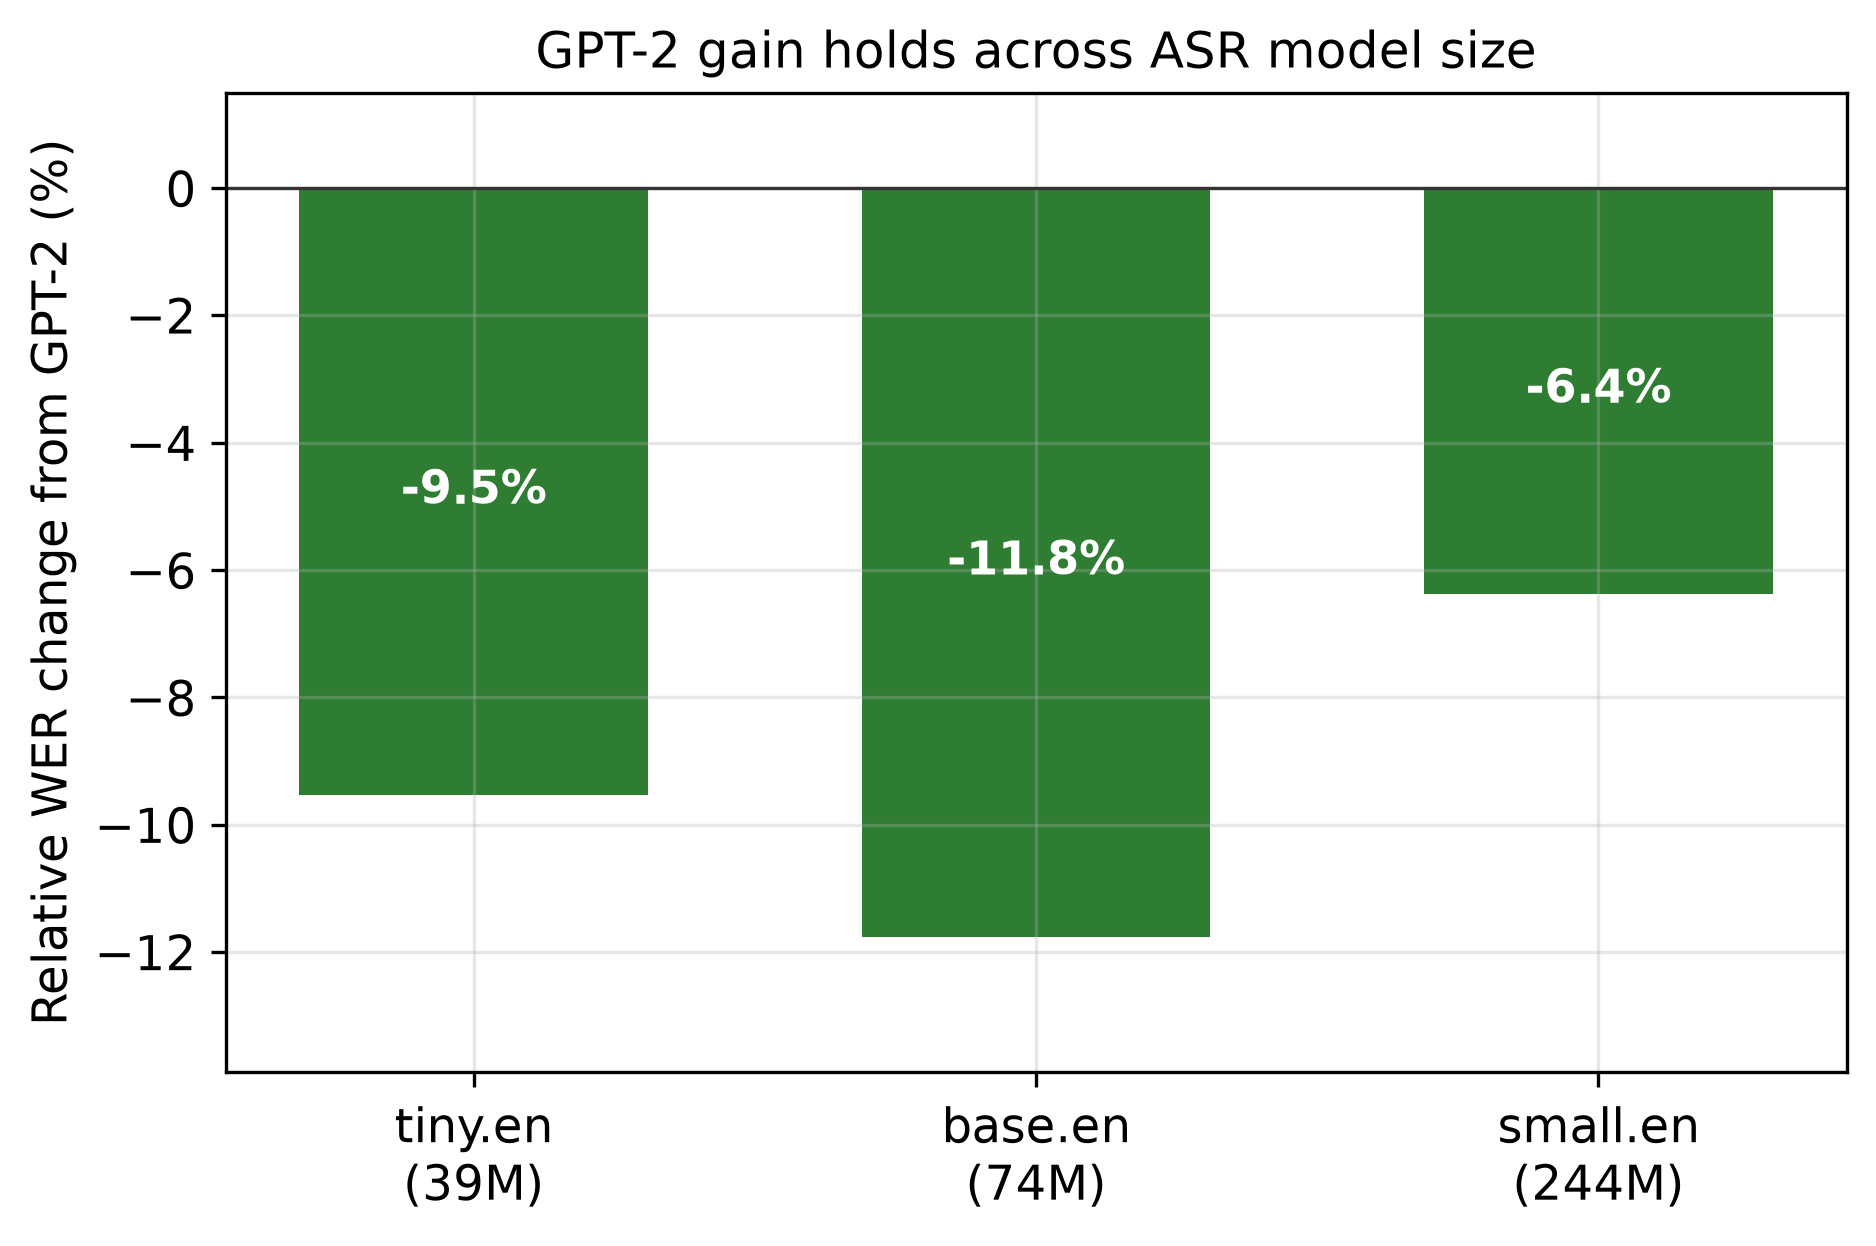 GPT-2 gain holds across ASR model size
Relative WER change from GPT-2 (%)
0
−2
−4
−6
−8
−10
−12
-9.5%
-11.8%
-6.4%
tiny.en
(39M)
base.en
(74M)
small.en
(244M)